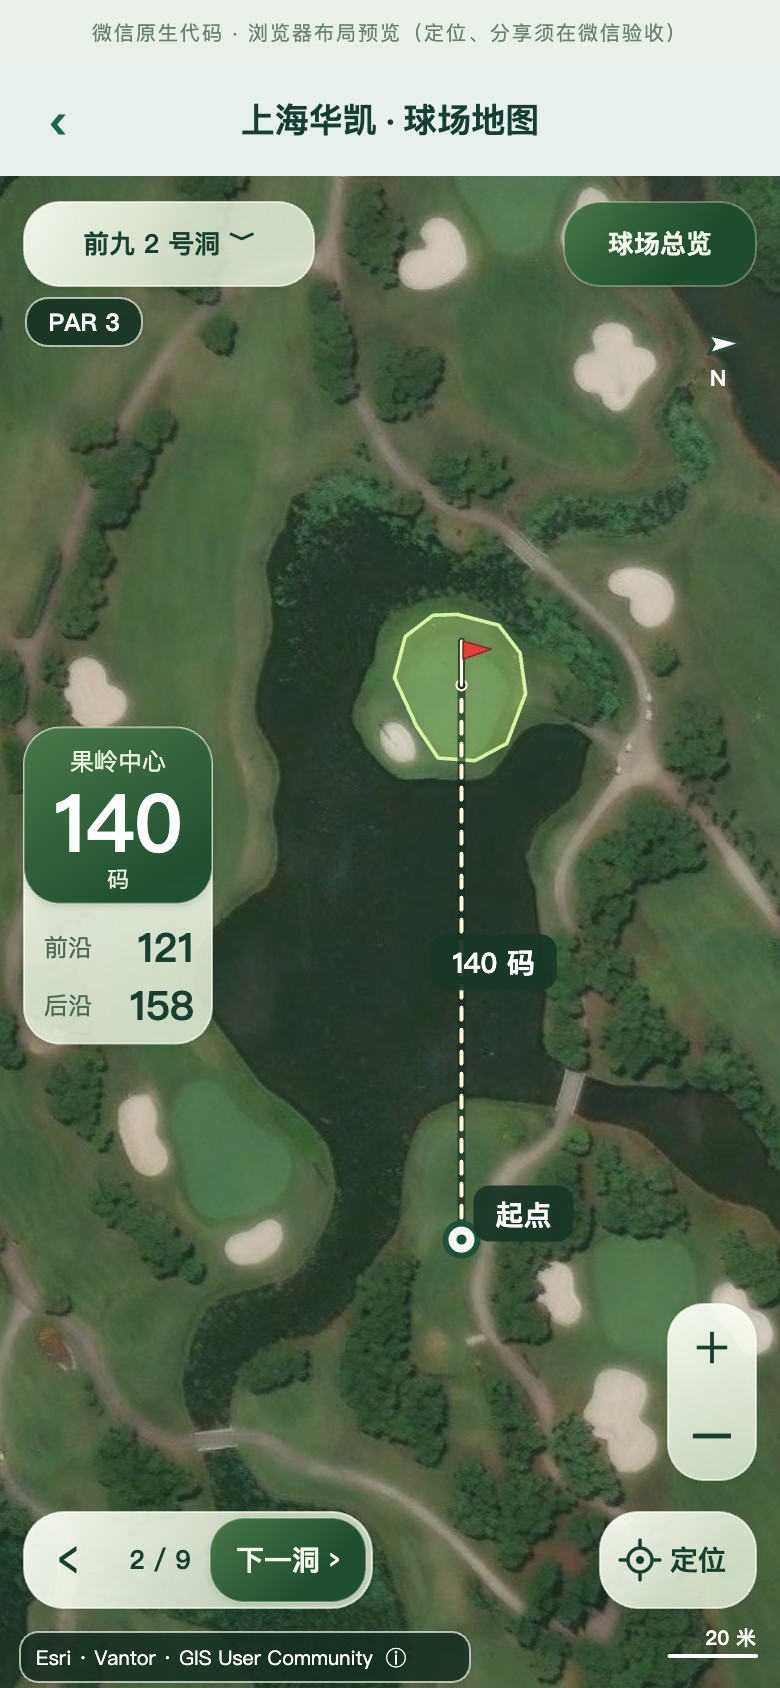 微信原生代码 · 浏览器布局预览（定位、分享须在微信验收）
‹ 上海华凯 · 球场地图
前九 2 号洞
球场总览
PAR 3
N
果岭中心
140
码
前沿 121
后沿 158
140 码
起点
+
—
< 2 / 9 下一洞 ›
定位
20 米
Esri · Vantor · GIS User Community ⓘ